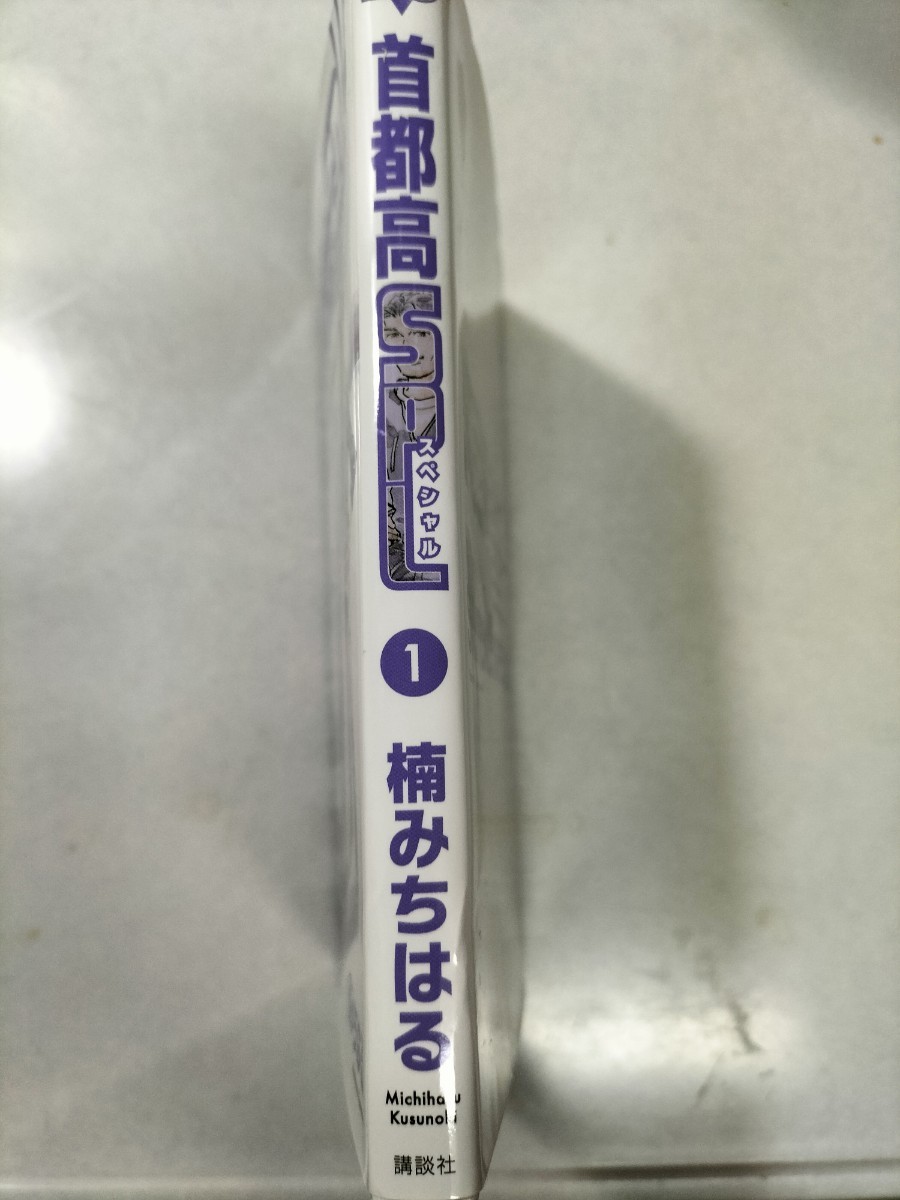 首都高SPL
スペシャル
1
楠みちはる
Michiharu
Kusunoki
講談社